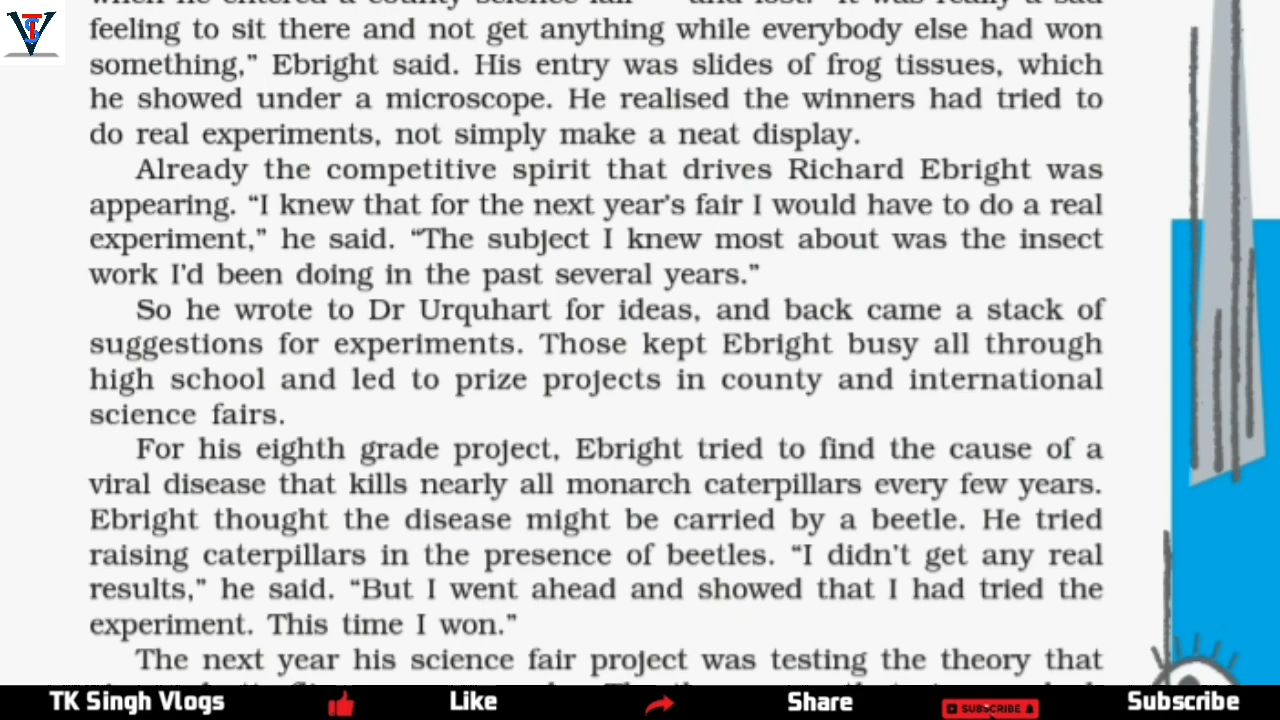 feeling to sit there and not get anything while everybody else had won
something,” Ebright said. His entry was slides of frog tissues, which
he showed under a microscope. He realised the winners had tried to
do real experiments, not simply make a neat display.
Already the competitive spirit that drives Richard Ebright was
appearing. “I knew that for the next year’s fair I would have to do a real
experiment,” he said. “The subject I knew most about was the insect
work I’d been doing in the past several years.”
So he wrote to Dr Urquhart for ideas, and back came a stack of
suggestions for experiments. Those kept Ebright busy all through
high school and led to prize projects in county and international
science fairs.
For his eighth grade project, Ebright tried to find the cause of a
viral disease that kills nearly all monarch caterpillars every few years.
Ebright thought the disease might be carried by a beetle. He tried
raising caterpillars in the presence of beetles. “I didn’t get any real
results,” he said. “But I went ahead and showed that I had tried the
experiment. This time I won.”
The next year his science fair project was testing the theory that
TK Singh Vlogs Like Share SUBSCRIBE Subscribe